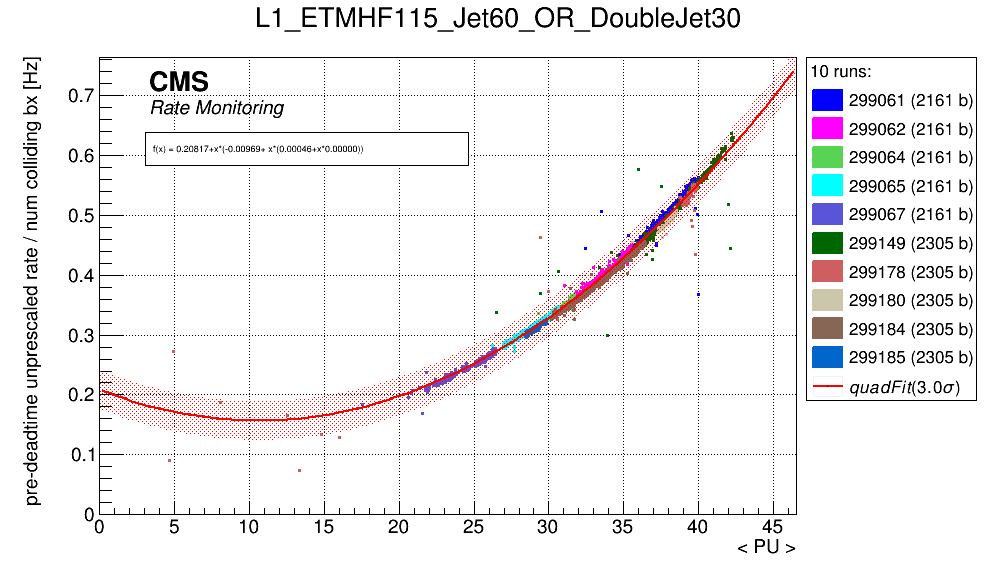 L1_ETMHF115_Jet60_OR_DoubleJet30
pre-deadtime unprescaled rate / num colliding bx [Hz]
CMS
Rate Monitoring
f(x) = 0.20817+x*(-0.00969+ x*(0.00046+x*0.00000))
0.7
0.6
0.5
0.4
0.3
0.2
0.1
0
0 5 10 15 20 25 30 35 40 45
< PU >
10 runs:
299061 (2161 b)
299062 (2161 b)
299064 (2161 b)
299065 (2161 b)
299067 (2161 b)
299149 (2305 b)
299178 (2305 b)
299180 (2305 b)
299184 (2305 b)
299185 (2305 b)
quadFit(3.0σ)